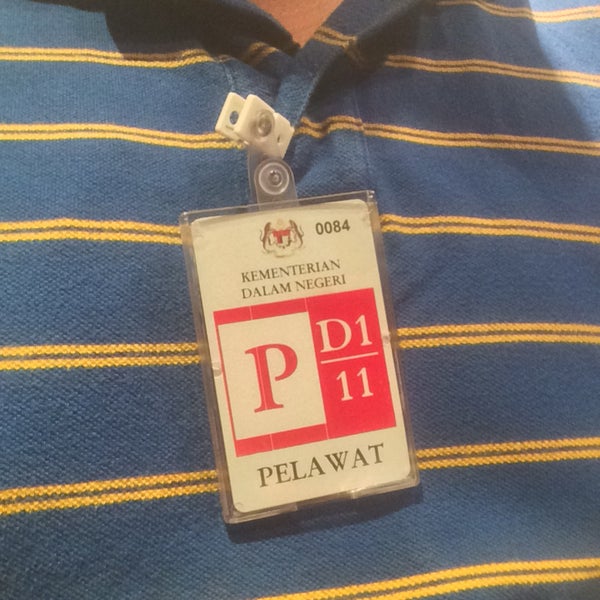 0084
KEMENTERIAN
DALAM NEGERI
P
D1
11
PELAWAT